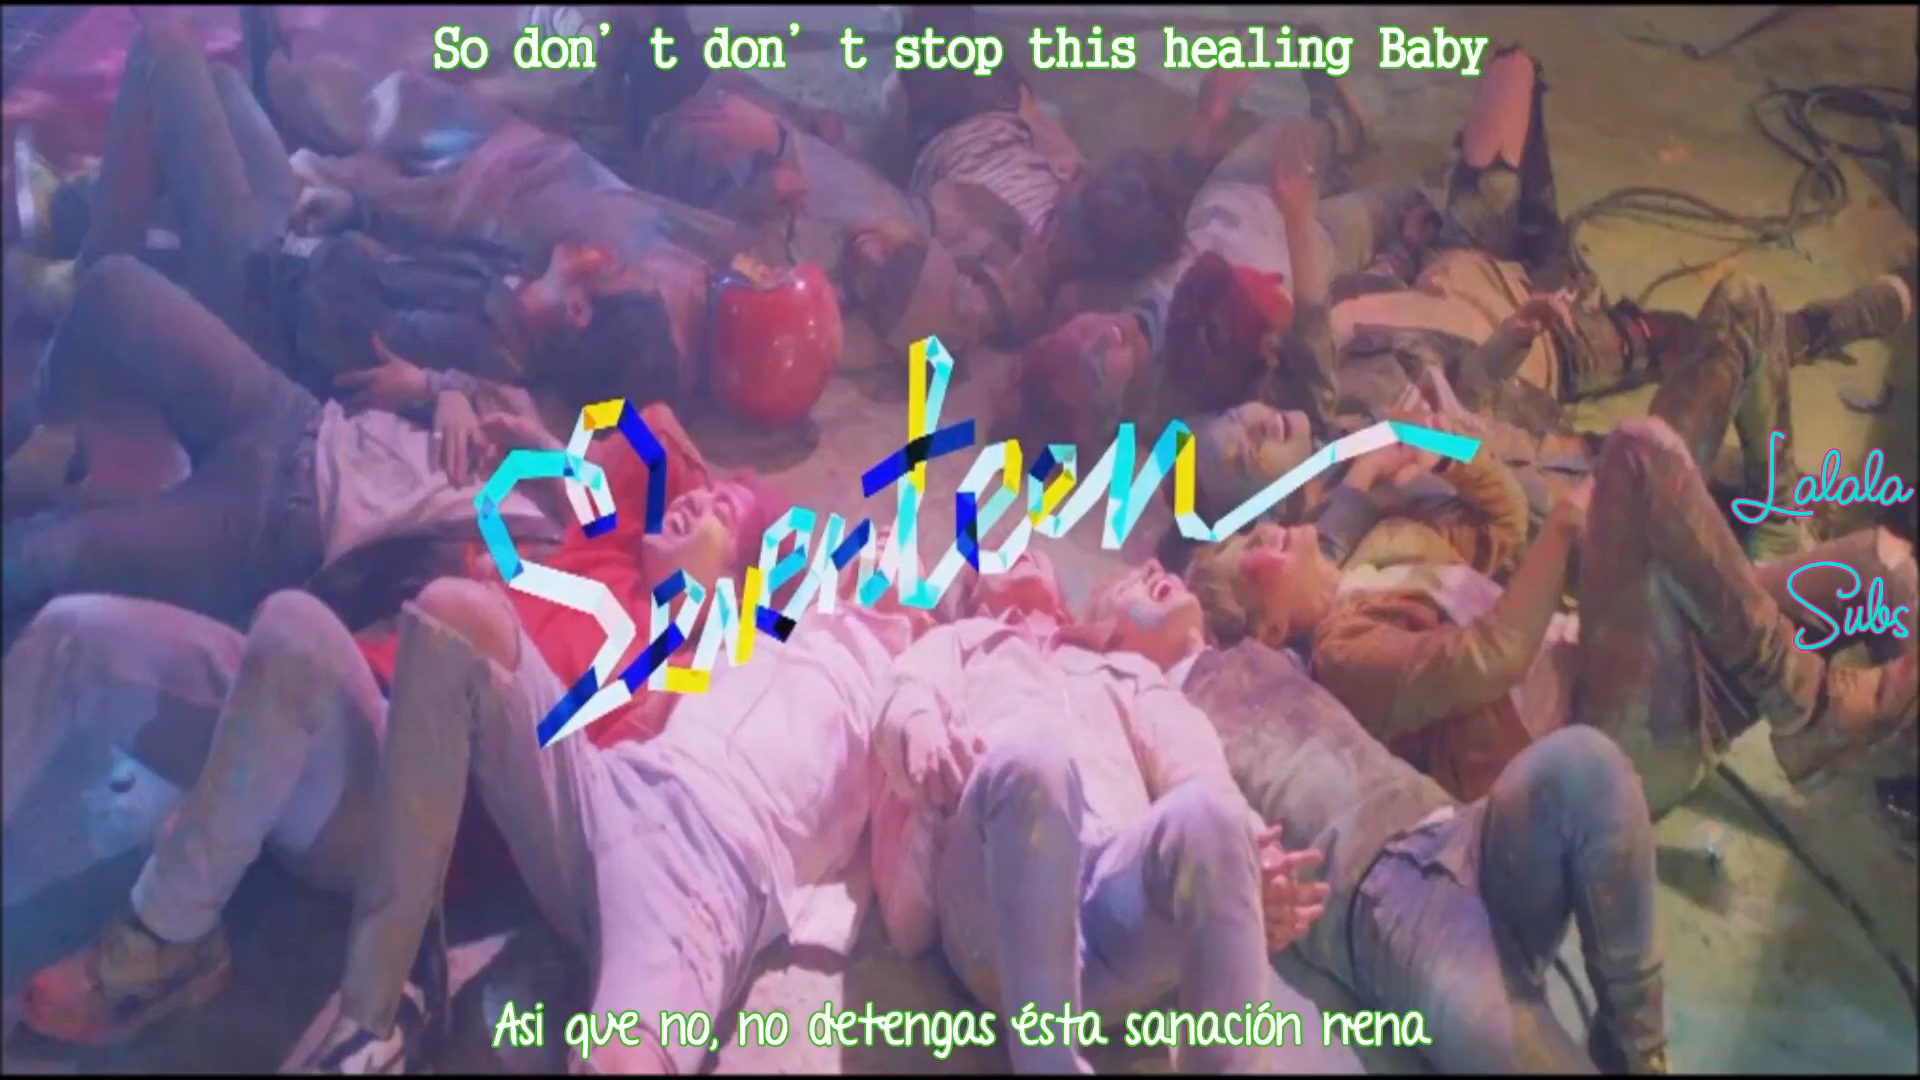 So don't don't stop this healing Baby
Seventeen
Lalala
Subs
Asi que no, no detengas ésta sanación nena